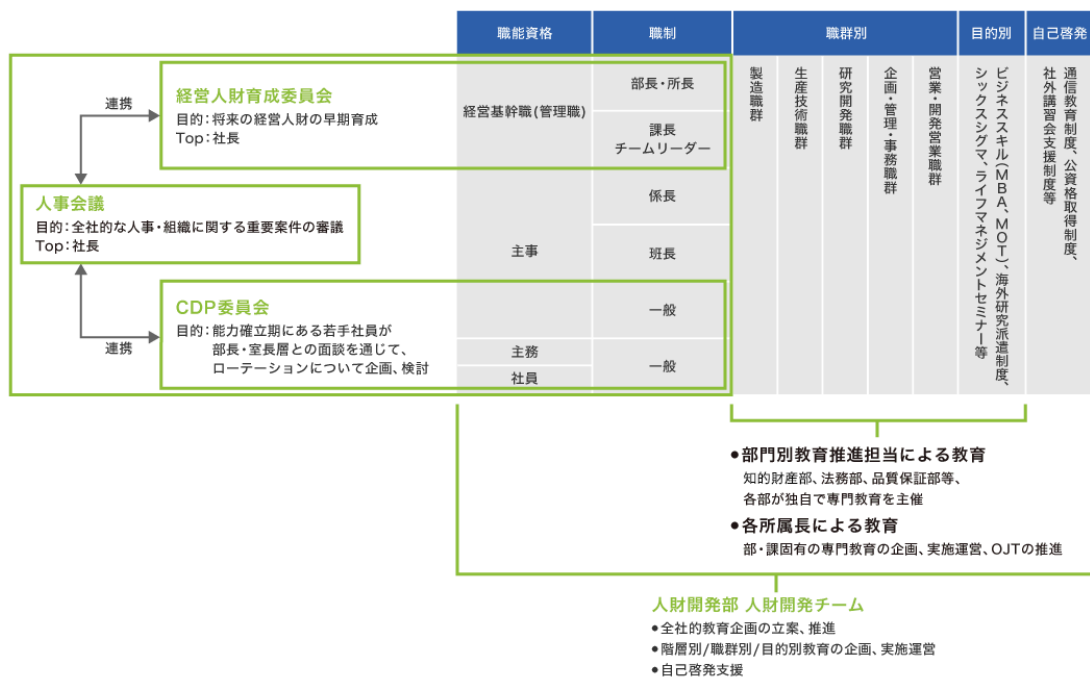 職能資格
職制
職群別
目的別
自己啓発
経営人財育成委員会
目的：将来の経営人財の早期育成
Top：社長
連携
人事会議
目的：全社的な人事・組織に関する重要案件の審議
Top：社長
CDP委員会
目的：能力確立期にある若手社員が
部長・室長層との面談を通じて、
ローテーションについて企画、検討
連携
経営基幹職(管理職)
主事
主務
社員
部長・所長
課長
チームリーダー
係長
班長
一般
一般
製造職群
生産技術職群
研究開発職群
企画・管理・事務職群
営業・開発営業職群
ビジネススキル(MBA、MOT)、海外研究派遣制度、
シックスシグマ、ライフマネジメントセミナー等
通信教育制度、公資格取得制度、
社外講習会支援制度等
●部門別教育推進担当による教育
知的財産部、法務部、品質保証部等、
各部が独自で専門教育を主催
●各所属長による教育
部・課固有の専門教育の企画、実施運営、OJTの推進
人財開発部 人財開発チーム
●全社的教育企画の立案、推進
●階層別/職群別/目的別教育の企画、実施運営
●自己啓発支援